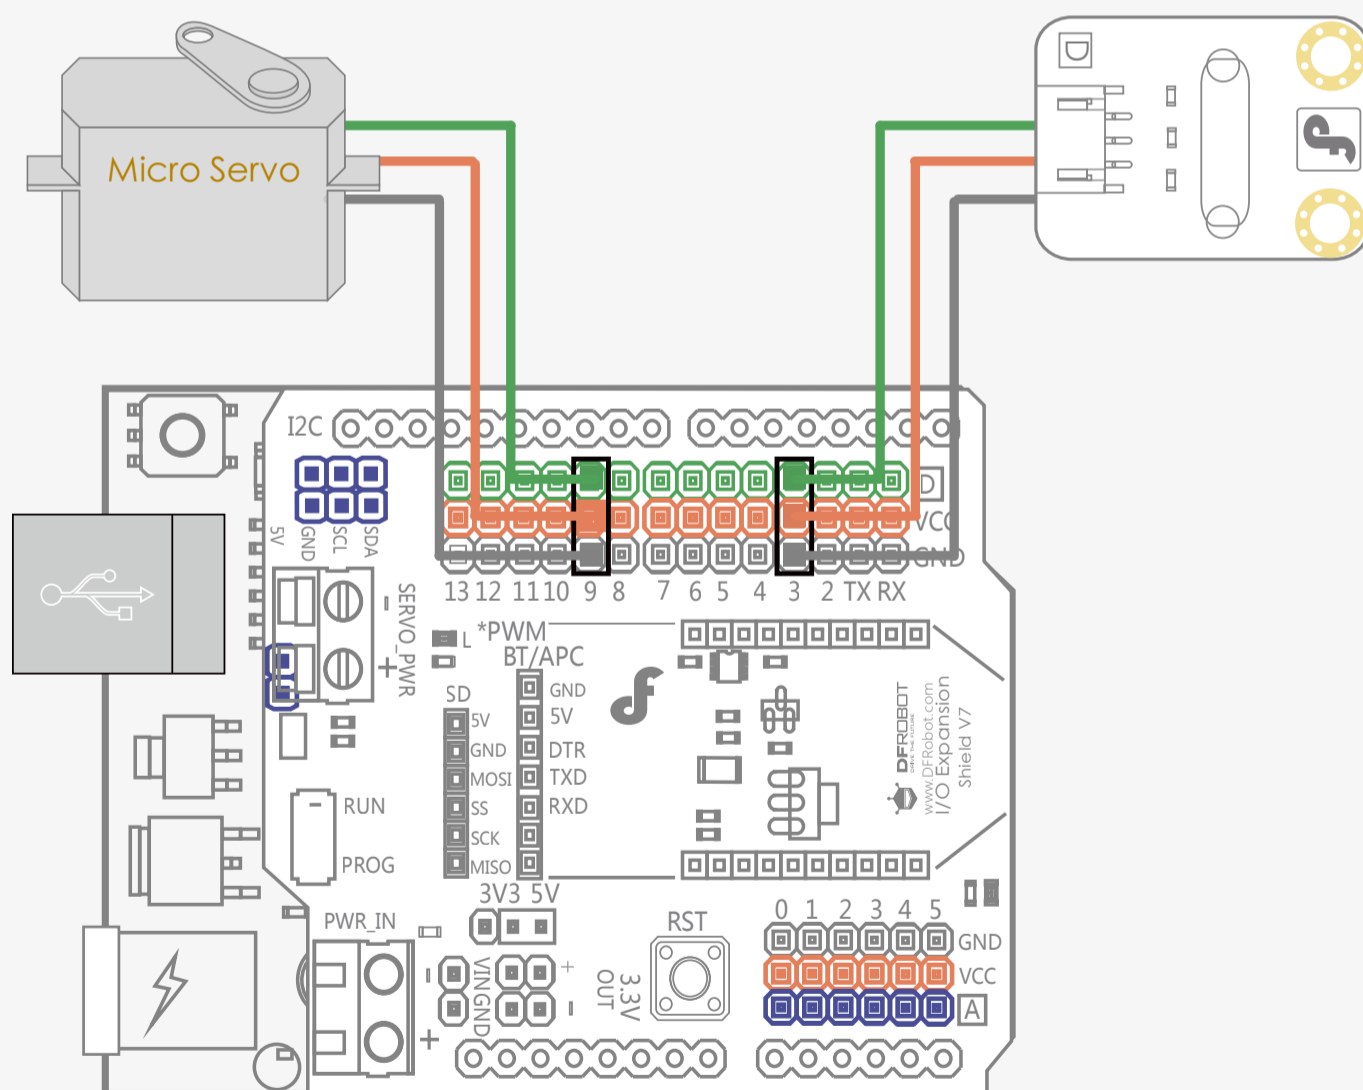 Micro Servo
D
I2C
D
VCC
GND
5V
GND
SCL
SDA
13 12 11 10 9 8 7 6 5 4 3 2 TX RX
SERVO_PWR
-
+
L
*PWM
BT/APC
SD
5V
GND
MOSI
SS
SCK
MISO
GND
5V
DTR
TXD
RXD
DFROBOT
DRIVE THE FUTURE
www.DFRobot.com
I/O Expansion
Shield V7
RUN
PROG
3V3 5V
PWR_IN
-
+
VIN
GND
+
-
3.3V
OUT
RST
0 1 2 3 4 5
GND
VCC
A